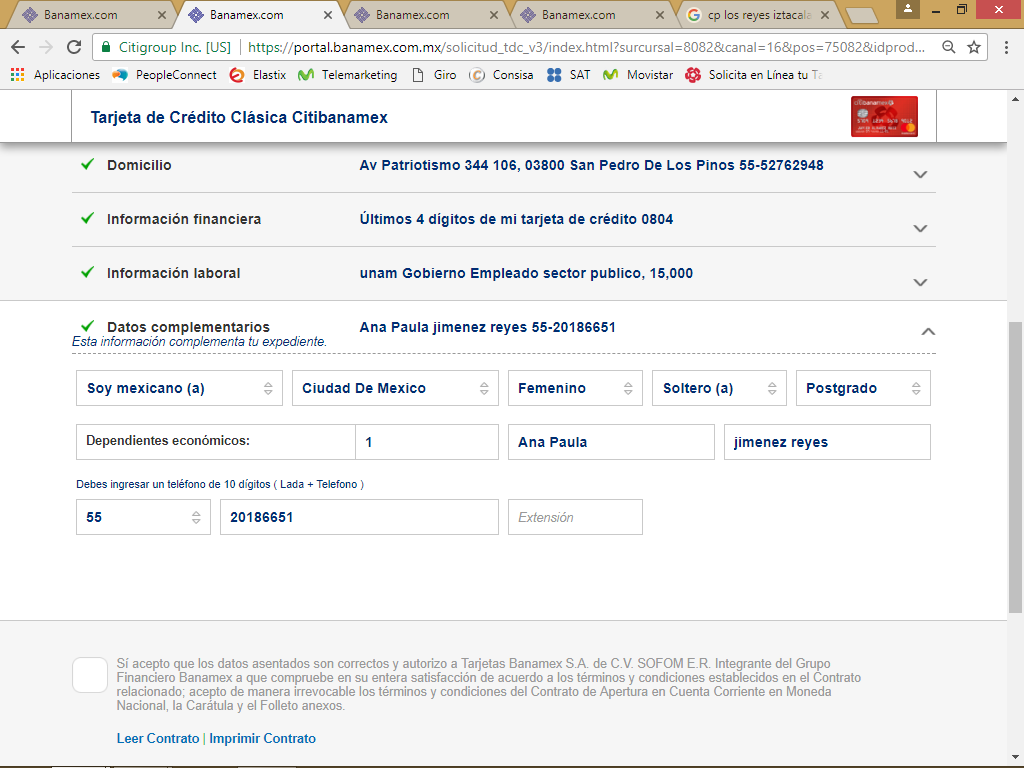 Banamex.com
Banamex.com
Banamex.com
Banamex.com
cp los reyes iztacala
Citigroup Inc. [US] https://portal.banamex.com.mx/solicitud_tdc_v3/index.html?sursursal=8082&canal=16&pos=75082&idprod...
Aplicaciones PeopleConnect Elastix Telemarketing Giro Consisa SAT Movistar Solicita en Línea tu Ta
Tarjeta de Crédito Clásica Citibanamex
Domicilio Av Patriotismo 344 106, 03800 San Pedro De Los Pinos 55-52762948
Información financiera Últimos 4 dígitos de mi tarjeta de crédito 0804
Información laboral unam Gobierno Empleado sector publico, 15,000
Datos complementarios Ana Paula jimenez reyes 55-20186651
Esta información complementa tu expediente.
Soy mexicano (a) Ciudad De Mexico Femenino Soltero (a) Postgrado
Dependientes económicos: 1 Ana Paula jimenez reyes
Debes ingresar un teléfono de 10 dígitos ( Lada + Telefono )
55 20186651 Extensión
Sí acepto que los datos asentados son correctos y autorizo a Tarjetas Banamex S.A. de C.V. SOFOM E.R. Integrante del Grupo
Financiero Banamex a que compruebe en su entera satisfacción de acuerdo a los términos y condiciones establecidos en el Contrato
relacionado; acepto de manera irrevocable los términos y condiciones del Contrato de Apertura en Cuenta Corriente en Moneda
Nacional, la Carátula y el Folleto anexos.
Leer Contrato | Imprimir Contrato